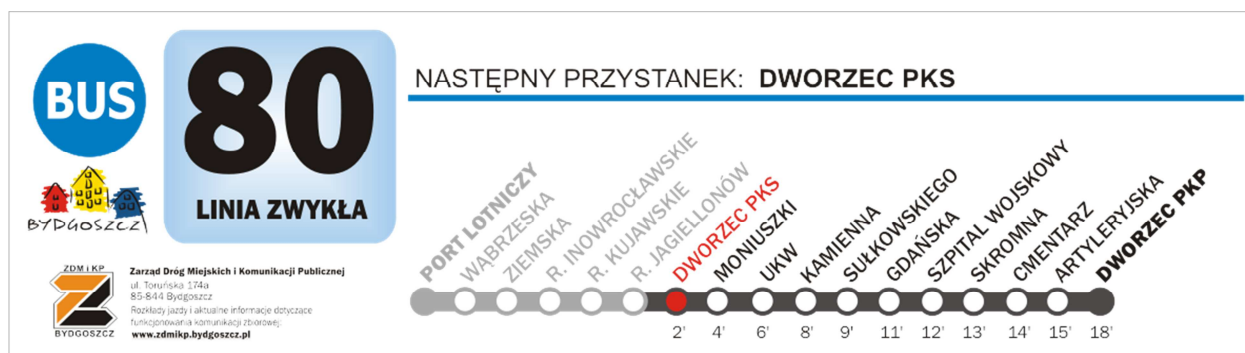 BUS
80
LINIA ZWYKŁA
BYDGOSZCZ
ZDM i KP
BYDGOSZCZ
Zarząd Dróg Miejskich i Komunikacji Publicznej
ul. Toruńska 174a
85-844 Bydgoszcz
Rozkłady jazdy i aktualne informacje dotyczące
funkcjonowania komunikacji zbiorowej:
www.zdmikp.bydgoszcz.pl
NASTĘPNY PRZYSTANEK: DWORZEC PKS
PORT LOTNICZY
WĄBRZESKA
ZIEMSKA
R. INOWROCŁAWSKIE
R. KUJAWSKIE
R. JAGIELLONÓW
DWORZEC PKS
MONIUSZKI
UKW
KAMIENNA
SUŁKOWSKIEGO
GDAŃSKA
SZPITAL WOJSKOWY
SKROMNA
CMENTARZ
ARTYLERYJSKA
DWORZEC PKP
2' 4' 6' 8' 9' 11' 12' 13' 14' 15' 18'